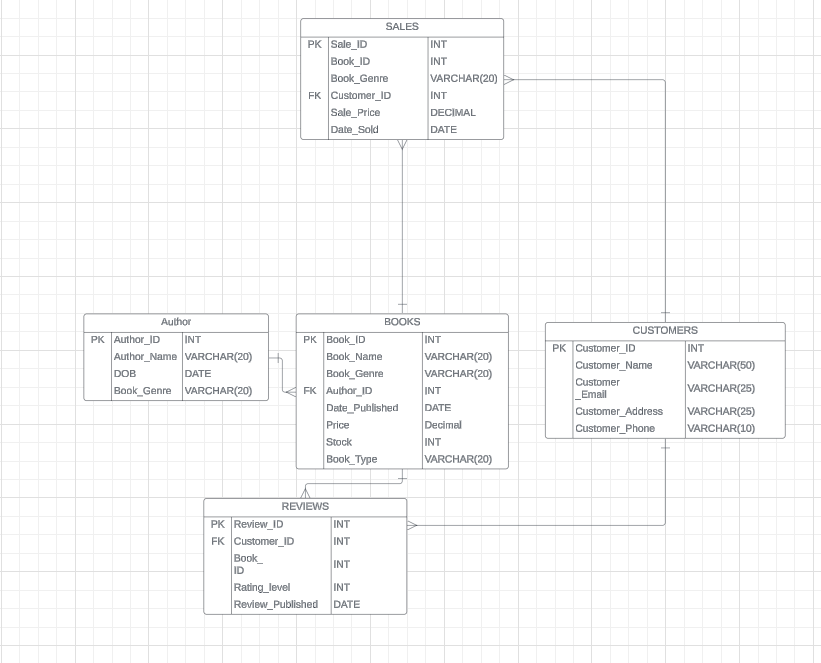 SALES
PK Sale_ID INT
Book_ID INT
Book_Genre VARCHAR(20)
FK Customer_ID INT
Sale_Price DECIMAL
Date_Sold DATE
Author
PK Author_ID INT
Author_Name VARCHAR(20)
DOB DATE
Book_Genre VARCHAR(20)
BOOKS
PK Book_ID INT
Book_Name VARCHAR(20)
Book_Genre VARCHAR(20)
FK Author_ID INT
Date_Published DATE
Price Decimal
Stock INT
Book_Type VARCHAR(20)
CUSTOMERS
PK Customer_ID INT
Customer_Name VARCHAR(50)
Customer
_Email VARCHAR(25)
Customer_Address VARCHAR(25)
Customer_Phone VARCHAR(10)
REVIEWS
PK Review_ID INT
FK Customer_ID INT
Book_
ID INT
Rating_level INT
Review_Published DATE